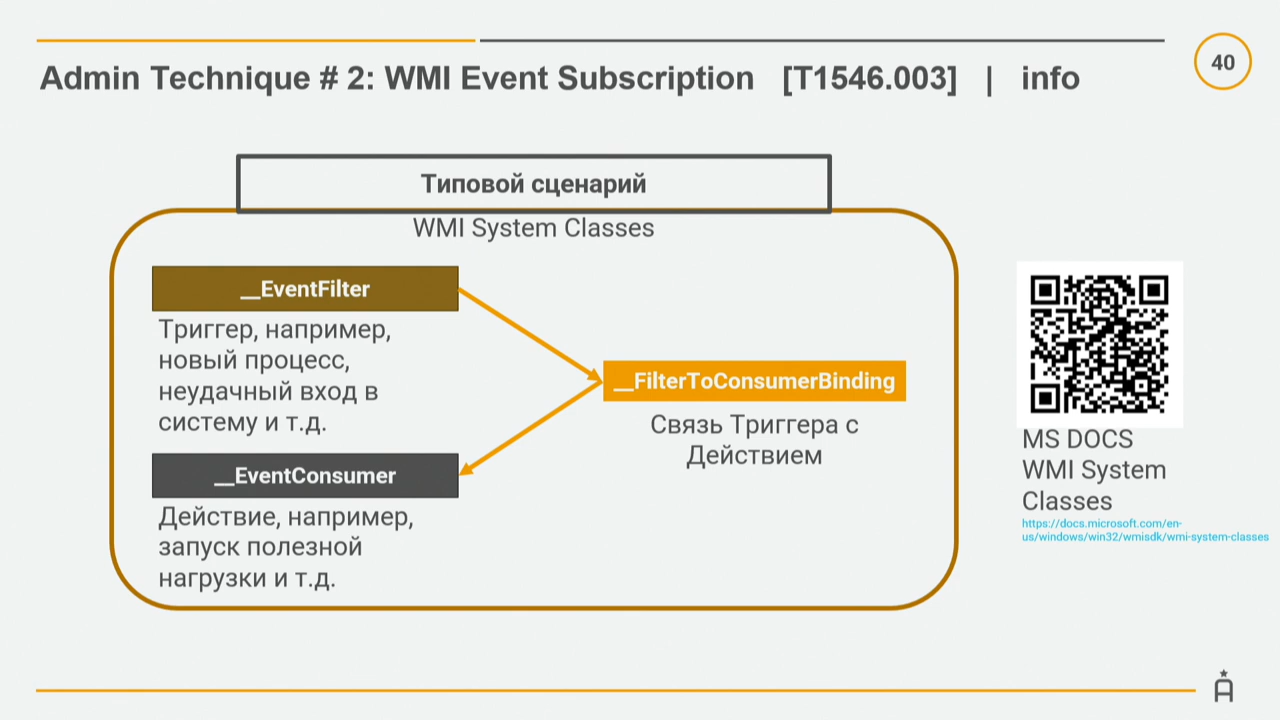 Admin Technique # 2: WMI Event Subscription [T1546.003] | info
40
Типовой сценарий
WMI System Classes
__EventFilter
Триггер, например,
новый процесс,
неудачный вход в
систему и т.д.
__FilterToConsumerBinding
Связь Триггера с
Действием
__EventConsumer
Действие, например,
запуск полезной
нагрузки и т.д.
MS DOCS
WMI System
Classes
https://docs.microsoft.com/en-
us/windows/win32/wmisdk/wmi-system-classes